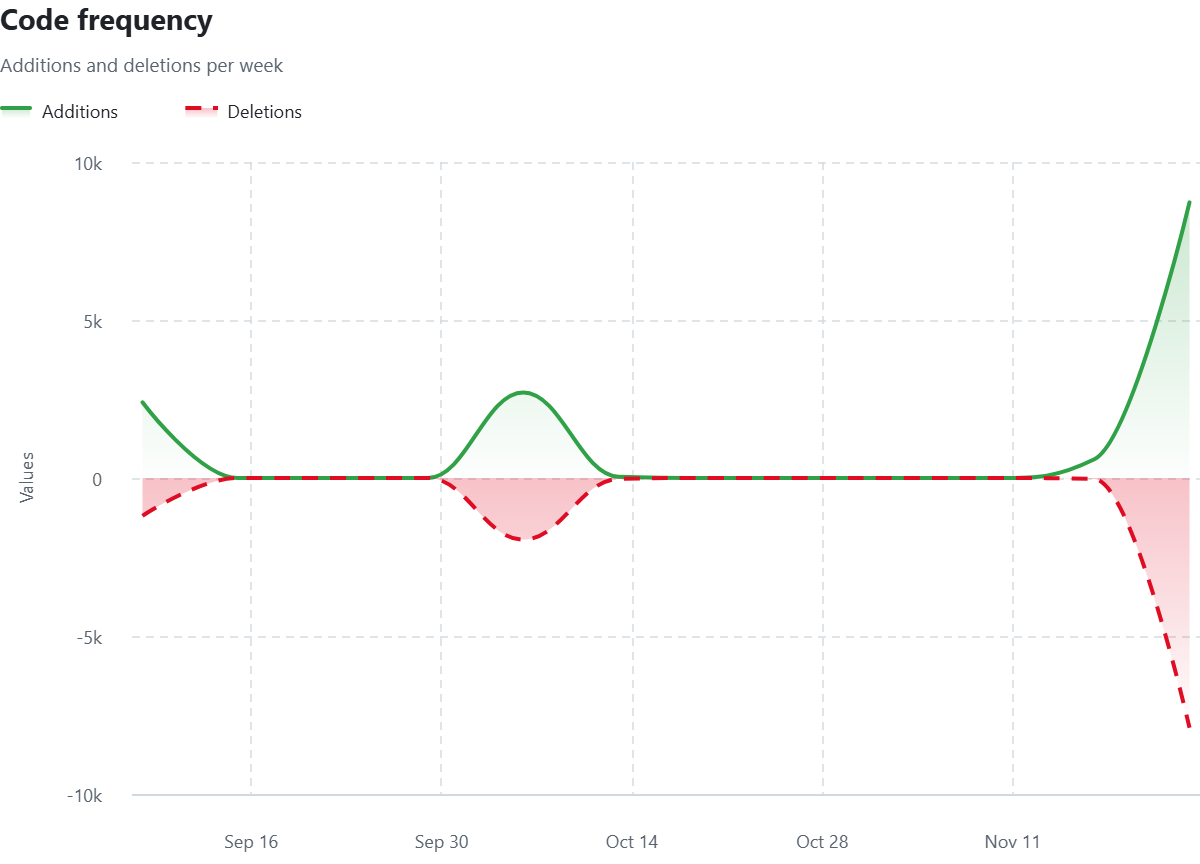 Code frequency
Additions and deletions per week
Additions
Deletions
10k
5k
0
-5k
-10k
Values
Sep 16
Sep 30
Oct 14
Oct 28
Nov 11